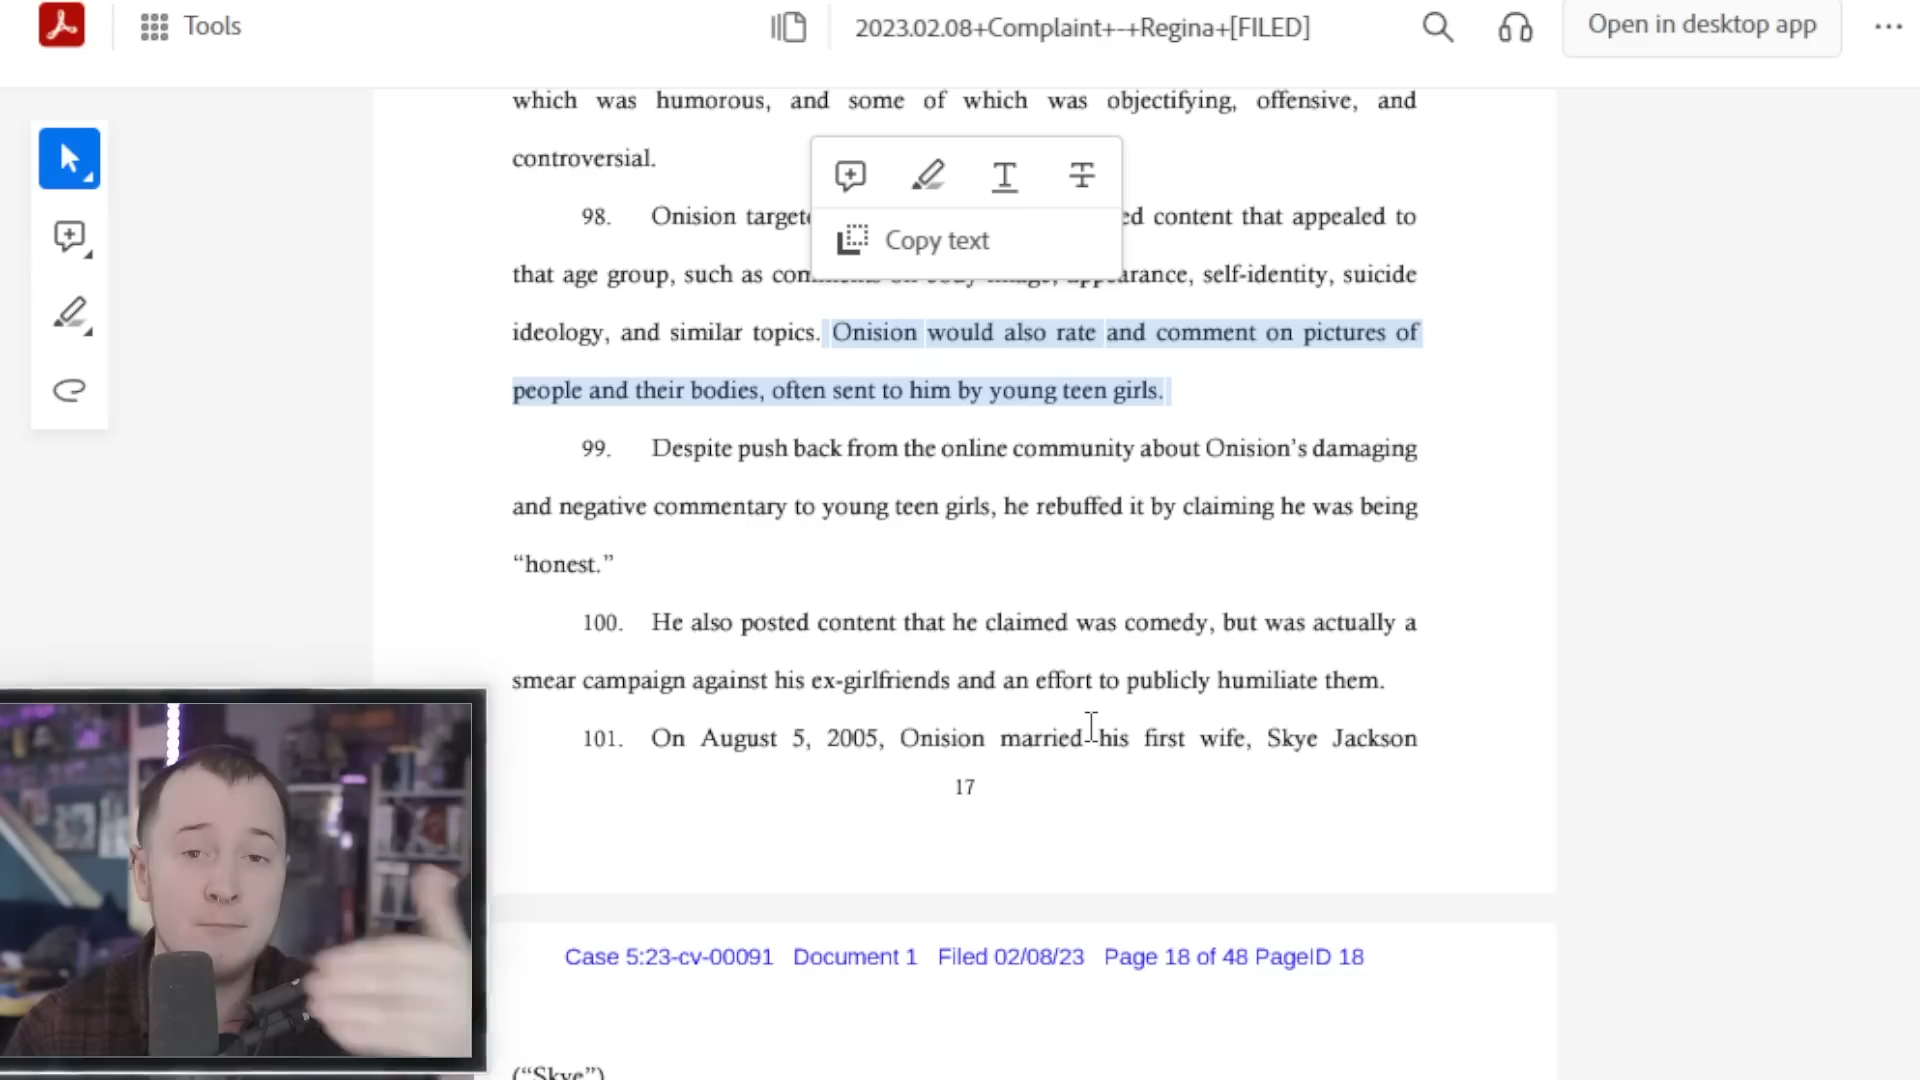 Tools
2023.02.08+Complaint+-+Regina+[FILED]
Open in desktop app
which was humorous, and some of which was objectifying, offensive, and
controversial.
98. Onision targete ed content that appealed to
Copy text
that age group, such as comments on body image, appearance, self-identity, suicide
ideology, and similar topics. Onision would also rate and comment on pictures of
people and their bodies, often sent to him by young teen girls.
99. Despite push back from the online community about Onision’s damaging
and negative commentary to young teen girls, he rebuffed it by claiming he was being
“honest.”
100. He also posted content that he claimed was comedy, but was actually a
smear campaign against his ex-girlfriends and an effort to publicly humiliate them.
101. On August 5, 2005, Onision married his first wife, Skye Jackson
17
Case 5:23-cv-00091 Document 1 Filed 02/08/23 Page 18 of 48 PageID 18
(“Skye”)